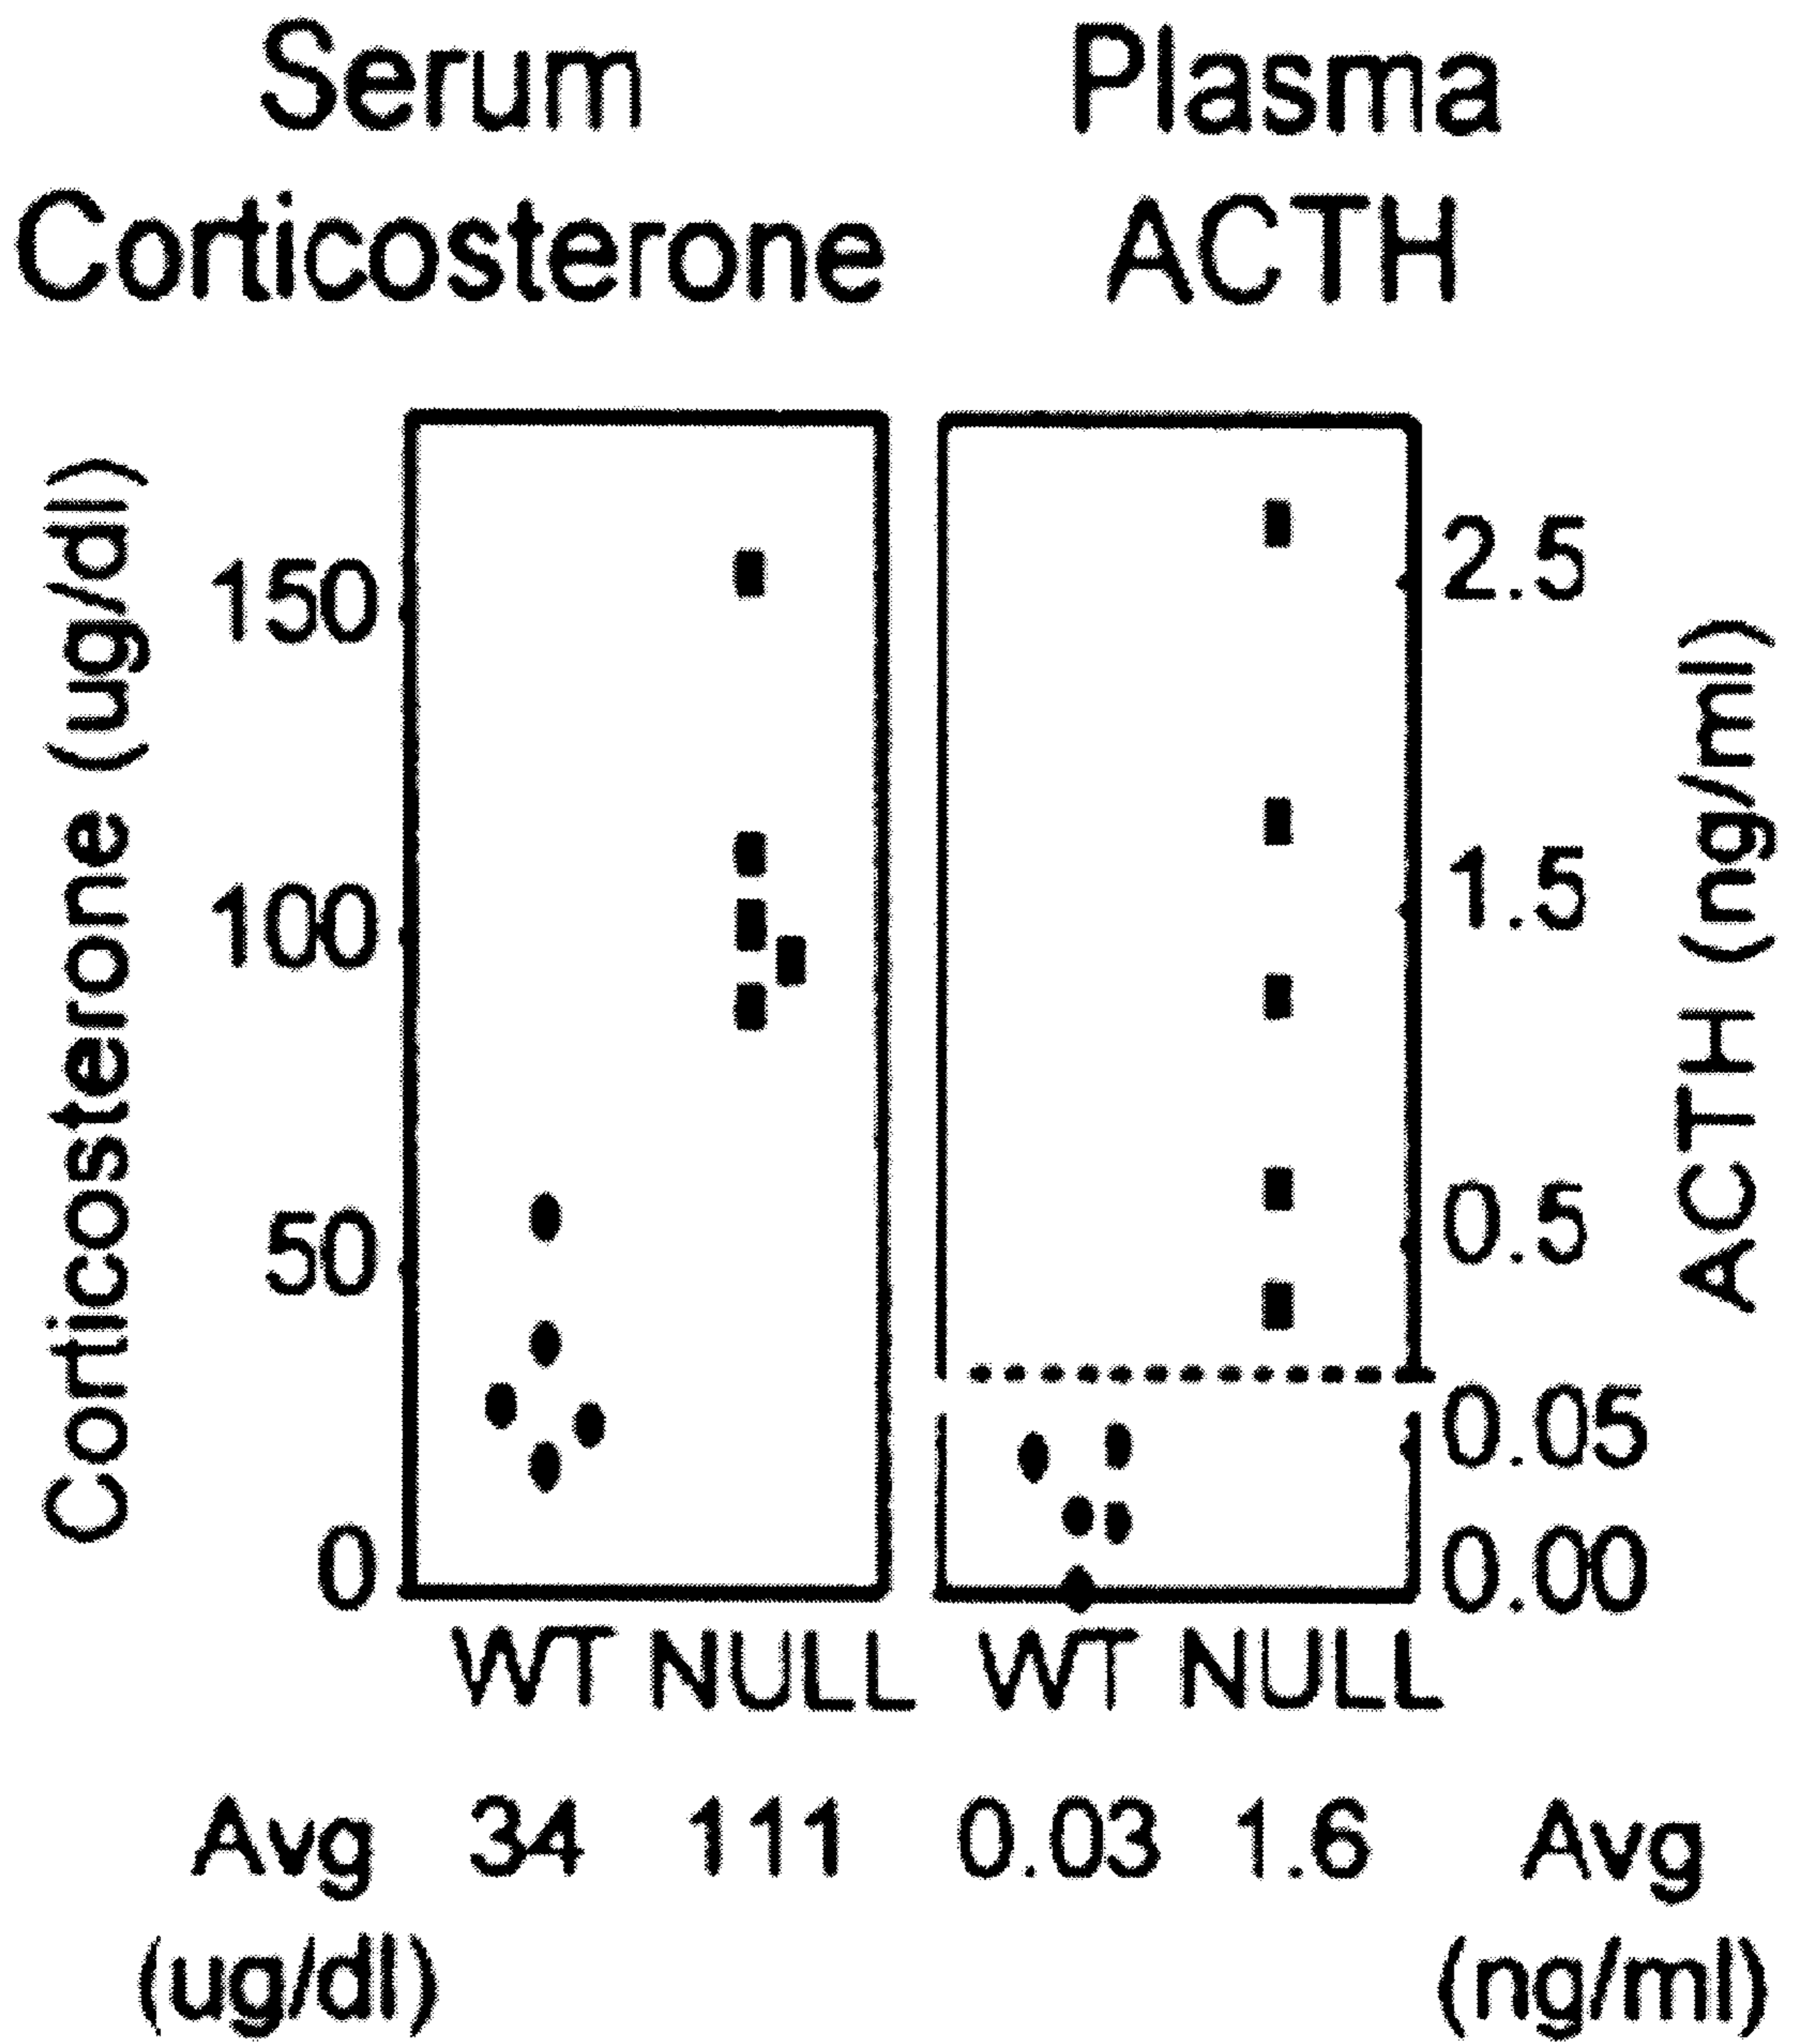 Serum
Corticosterone
Plasma
ACTH
Corticosterone (ug/dl)
150
100
50
0
2.5
1.5
0.5
0.05
0.00
ACTH (ng/ml)
WT NULL WT NULL
Avg 34 111 0.03 1.6 Avg
(ug/dl) (ng/ml)